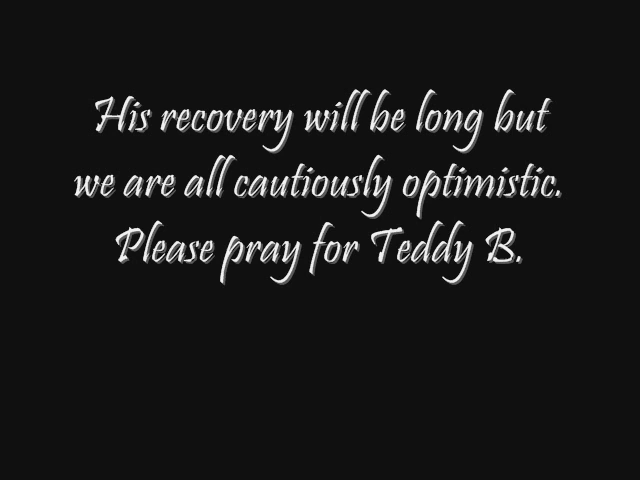 His recovery will be long but
we are all cautiously optimistic.
Please pray for Teddy B.